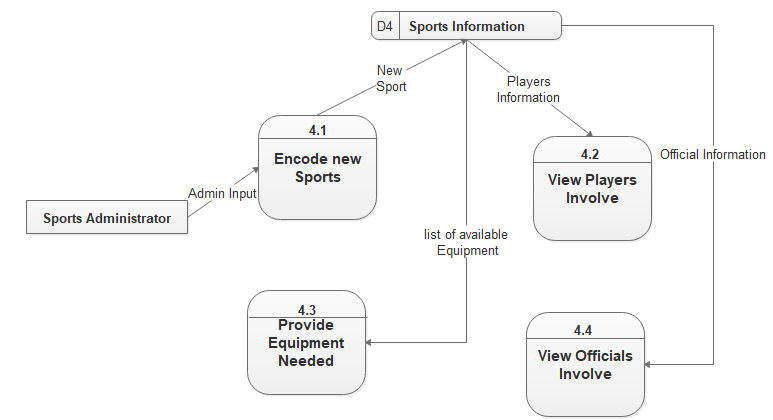 D4 Sports Information
New
Sport
Players
Information
4.1
Encode new
Sports
4.2
View Players
Involve
Official Information
Admin Input
Sports Administrator
list of available
Equipment
4.3
Provide
Equipment
Needed
4.4
View Officials
Involve